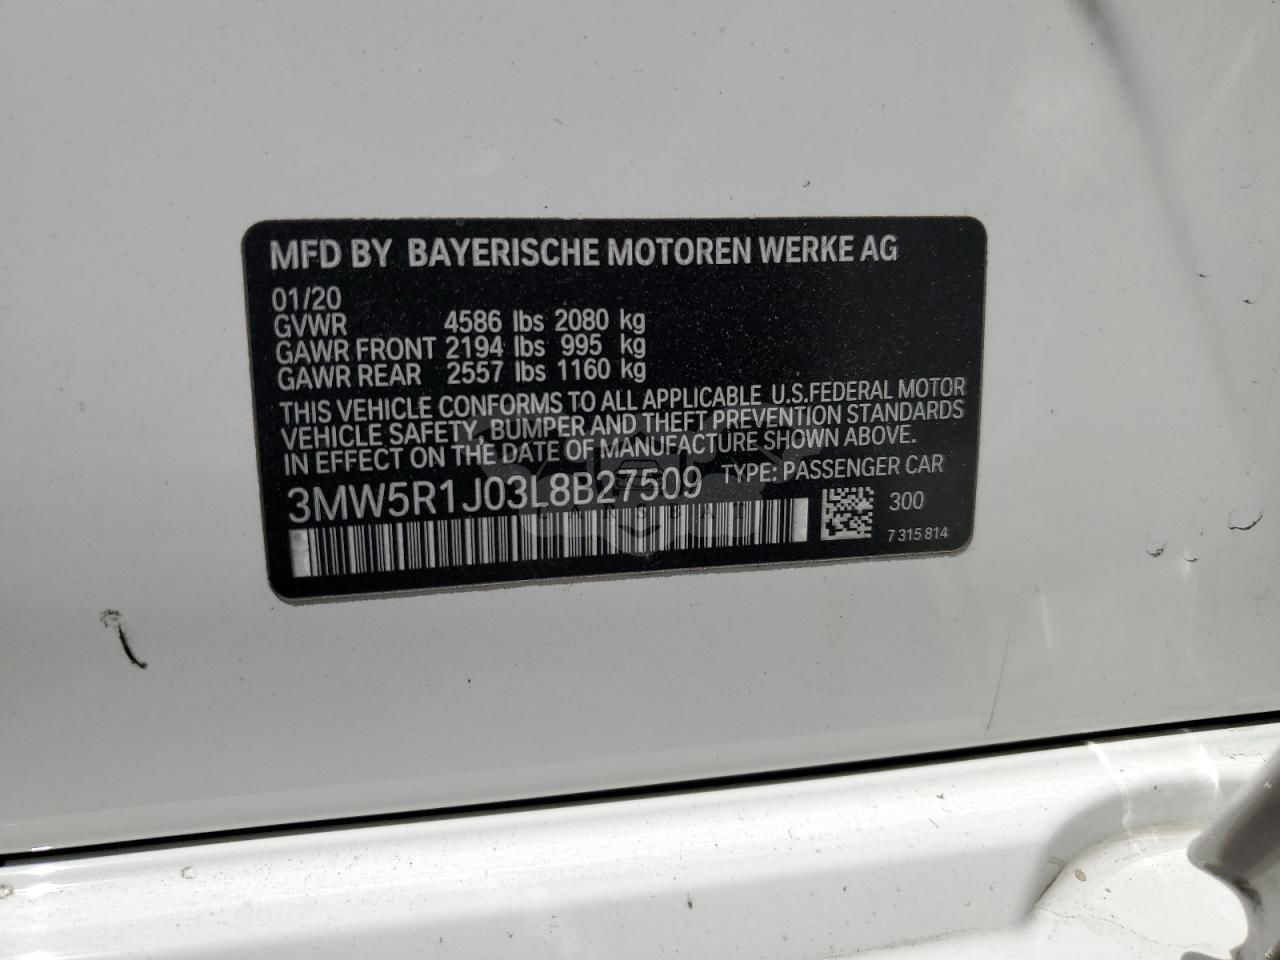 MFD BY BAYERISCHE MOTOREN WERKE AG
01/20
GVWR 4586 lbs 2080 kg
GAWR FRONT 2194 lbs 995 kg
GAWR REAR 2557 lbs 1160 kg
THIS VEHICLE CONFORMS TO ALL APPLICABLE U.S.FEDERAL MOTOR
VEHICLE SAFETY, BUMPER AND THEFT PREVENTION STANDARDS
IN EFFECT ON THE DATE OF MANUFACTURE SHOWN ABOVE.
3MW5R1J03L8B27509 TYPE: PASSENGER CAR
300
7 315 814